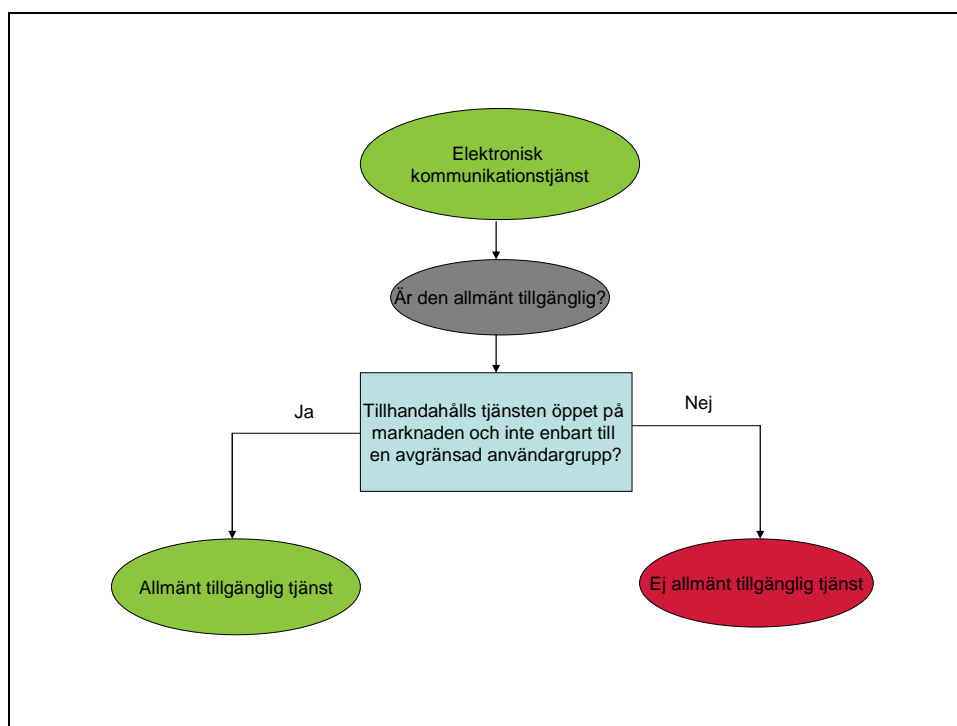 Elektronisk
kommunikationstjänst
Är den allmänt tillgänglig?
Ja
Tillhandahålls tjänsten öppet på
marknaden och inte enbart till
en avgränsad användargrupp?
Nej
Allmänt tillgänglig tjänst
Ej allmänt tillgänglig tjänst